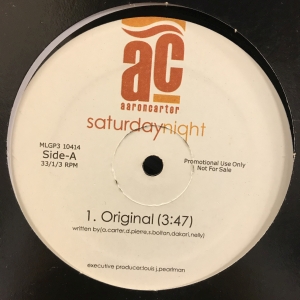 ac
aaroncarter
saturdaynight
MLGP3 10414
Side-A
33/1/3 RPM
Promotional Use Only
Not For Sale
1. Original (3:47)
written by(a.carter,d.pierre,s.bolton,dakari,nelly)
executive producer:louis j.pearlman